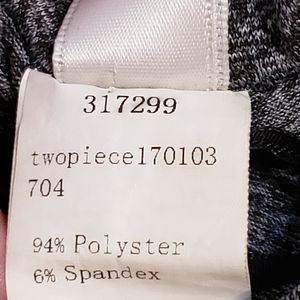 317299
twopiece170103
704
94% Polyster
6% Spandex